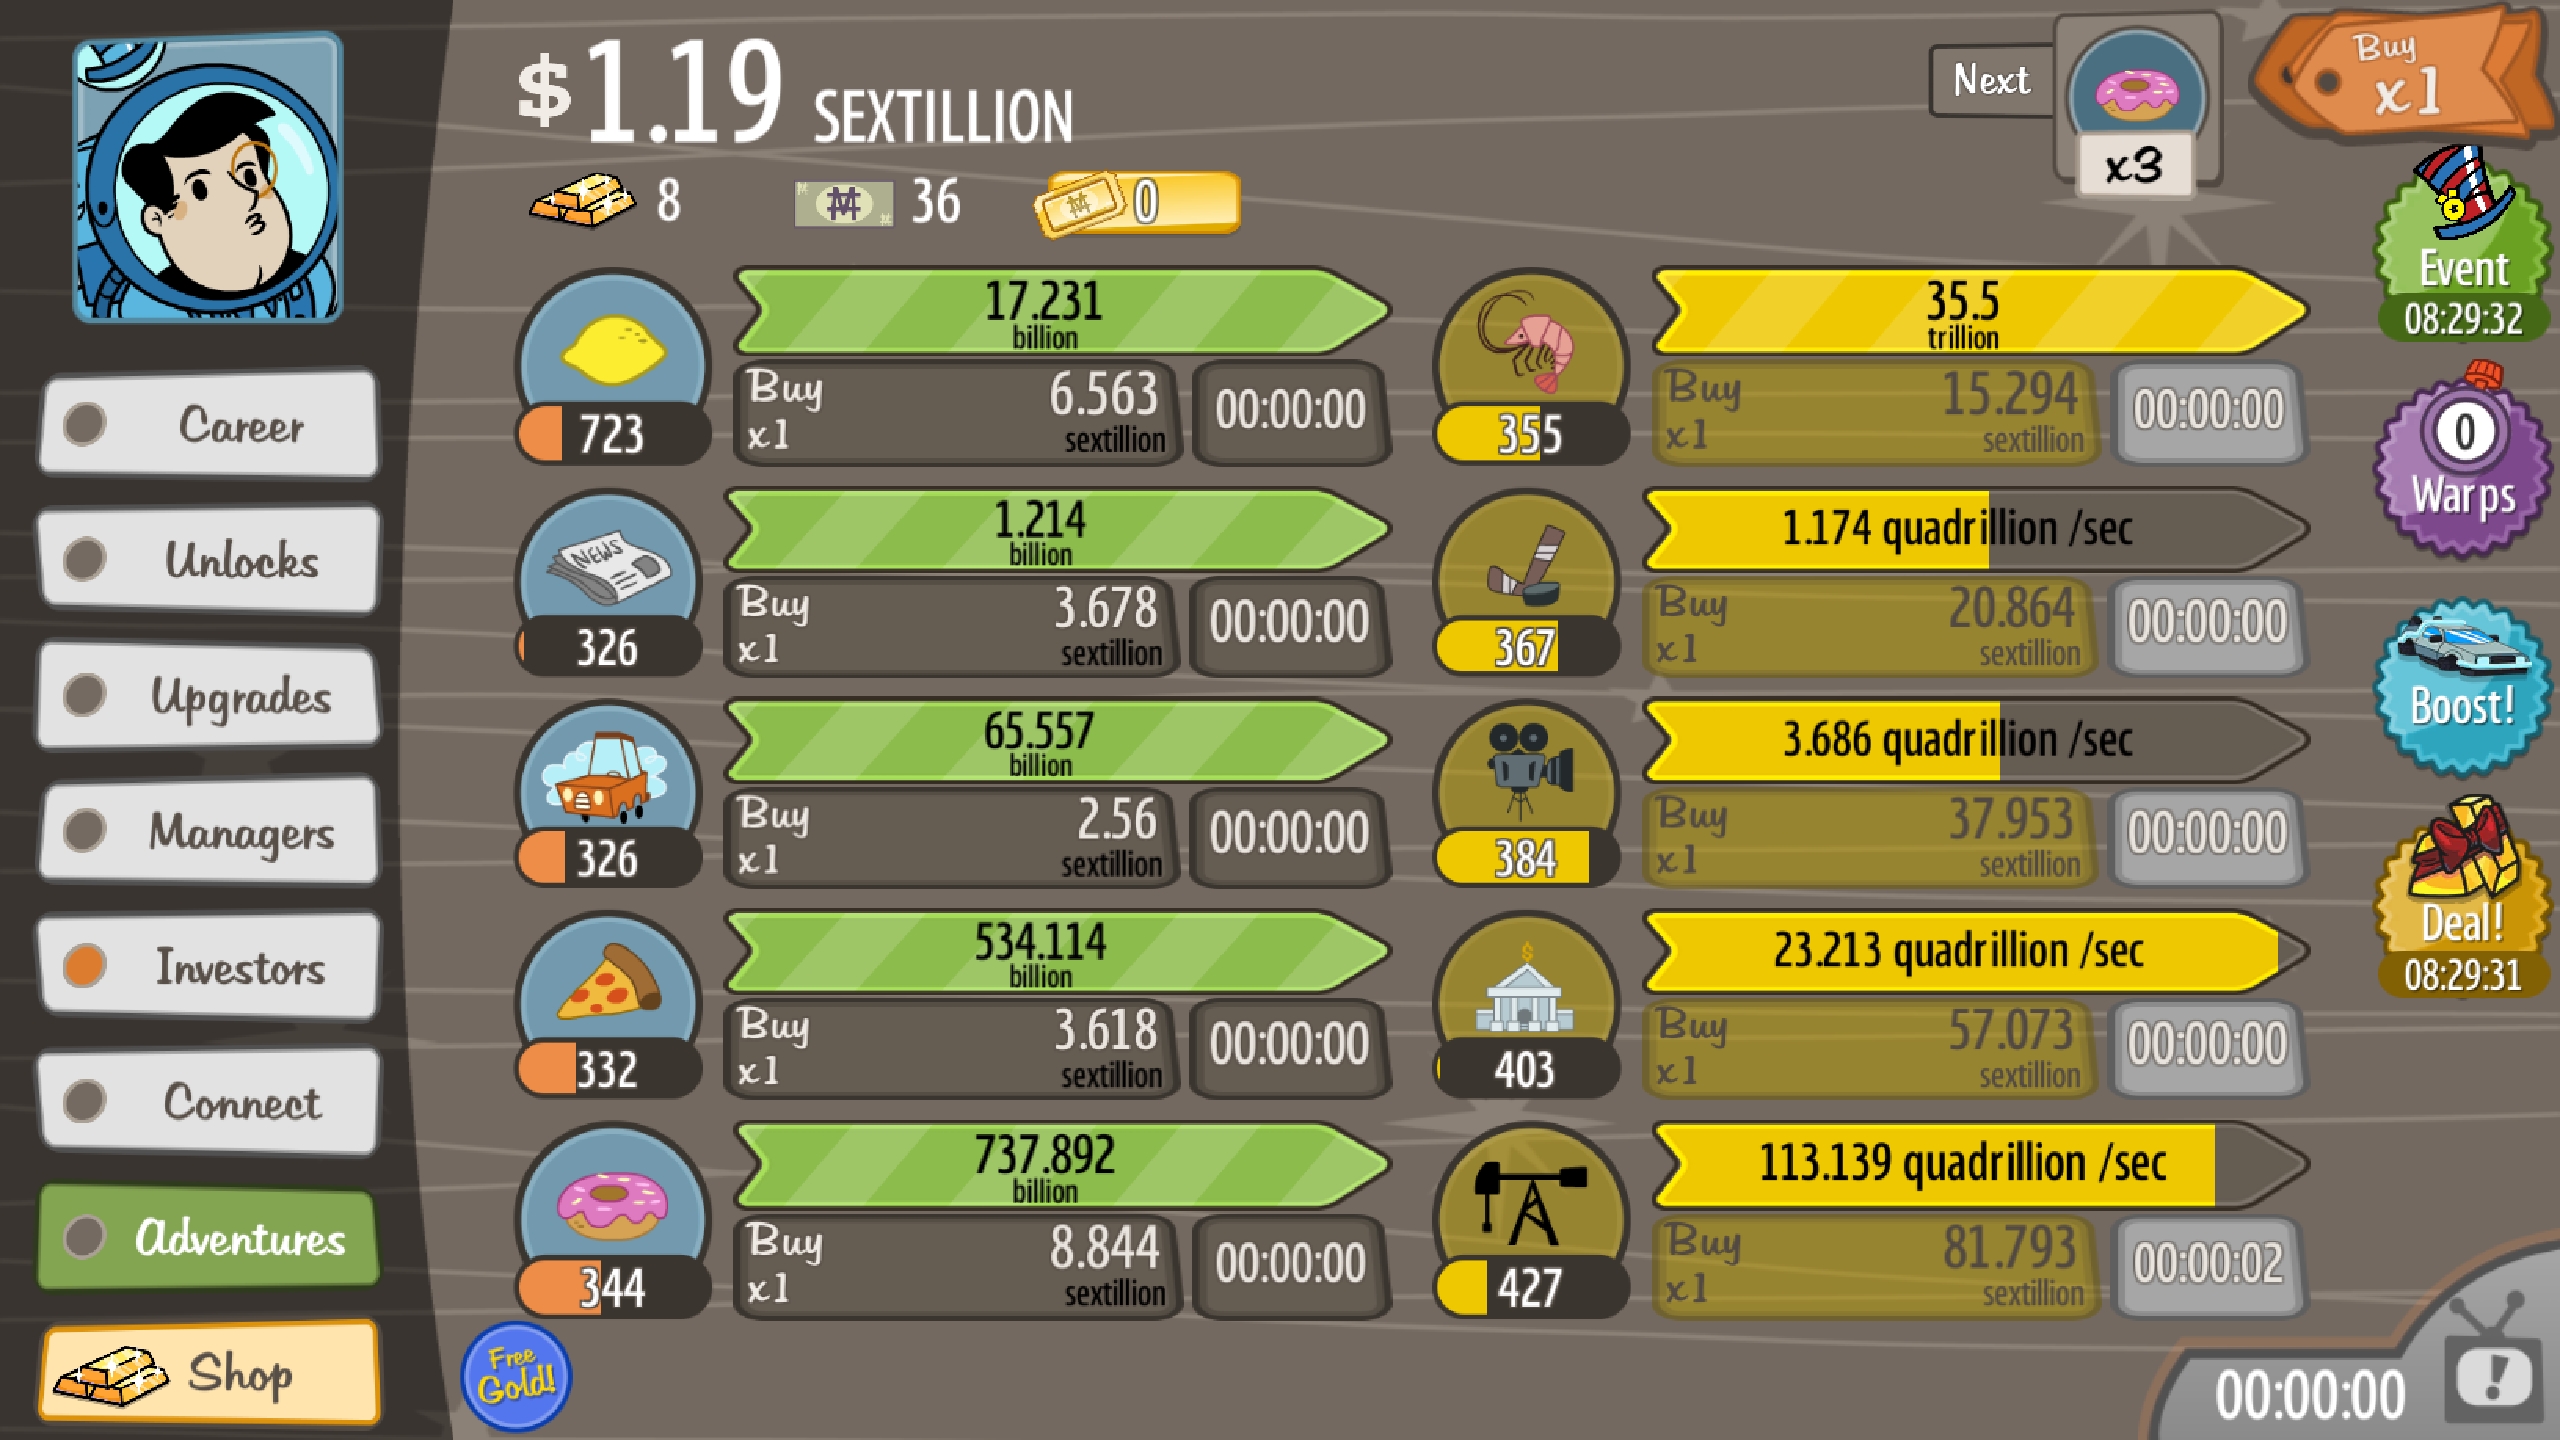 $1.19 SEXTILLION
Next
x3
Buy
x1
8
36
0
Event
08:29:32
0
Warps
Boost!
Deal!
08:29:31
Career
Unlocks
Upgrades
Managers
Investors
Connect
Adventures
Shop
17.231
billion
723
Buy
x1
6.563
sextillion
00:00:00
NEWS
1.214
billion
326
Buy
x1
3.678
sextillion
00:00:00
65.557
billion
326
Buy
x1
2.56
sextillion
00:00:00
534.114
billion
332
Buy
x1
3.618
sextillion
00:00:00
737.892
billion
344
Buy
x1
8.844
sextillion
00:00:00
35.5
trillion
355
Buy
x1
15.294
sextillion
00:00:00
1.174 quadrillion /sec
367
Buy
x1
20.864
sextillion
00:00:00
3.686 quadrillion /sec
384
Buy
x1
37.953
sextillion
00:00:00
23.213 quadrillion /sec
403
Buy
x1
57.073
sextillion
00:00:00
113.139 quadrillion /sec
427
Buy
x1
81.793
sextillion
00:00:02
Free
Gold!
00:00:00
!